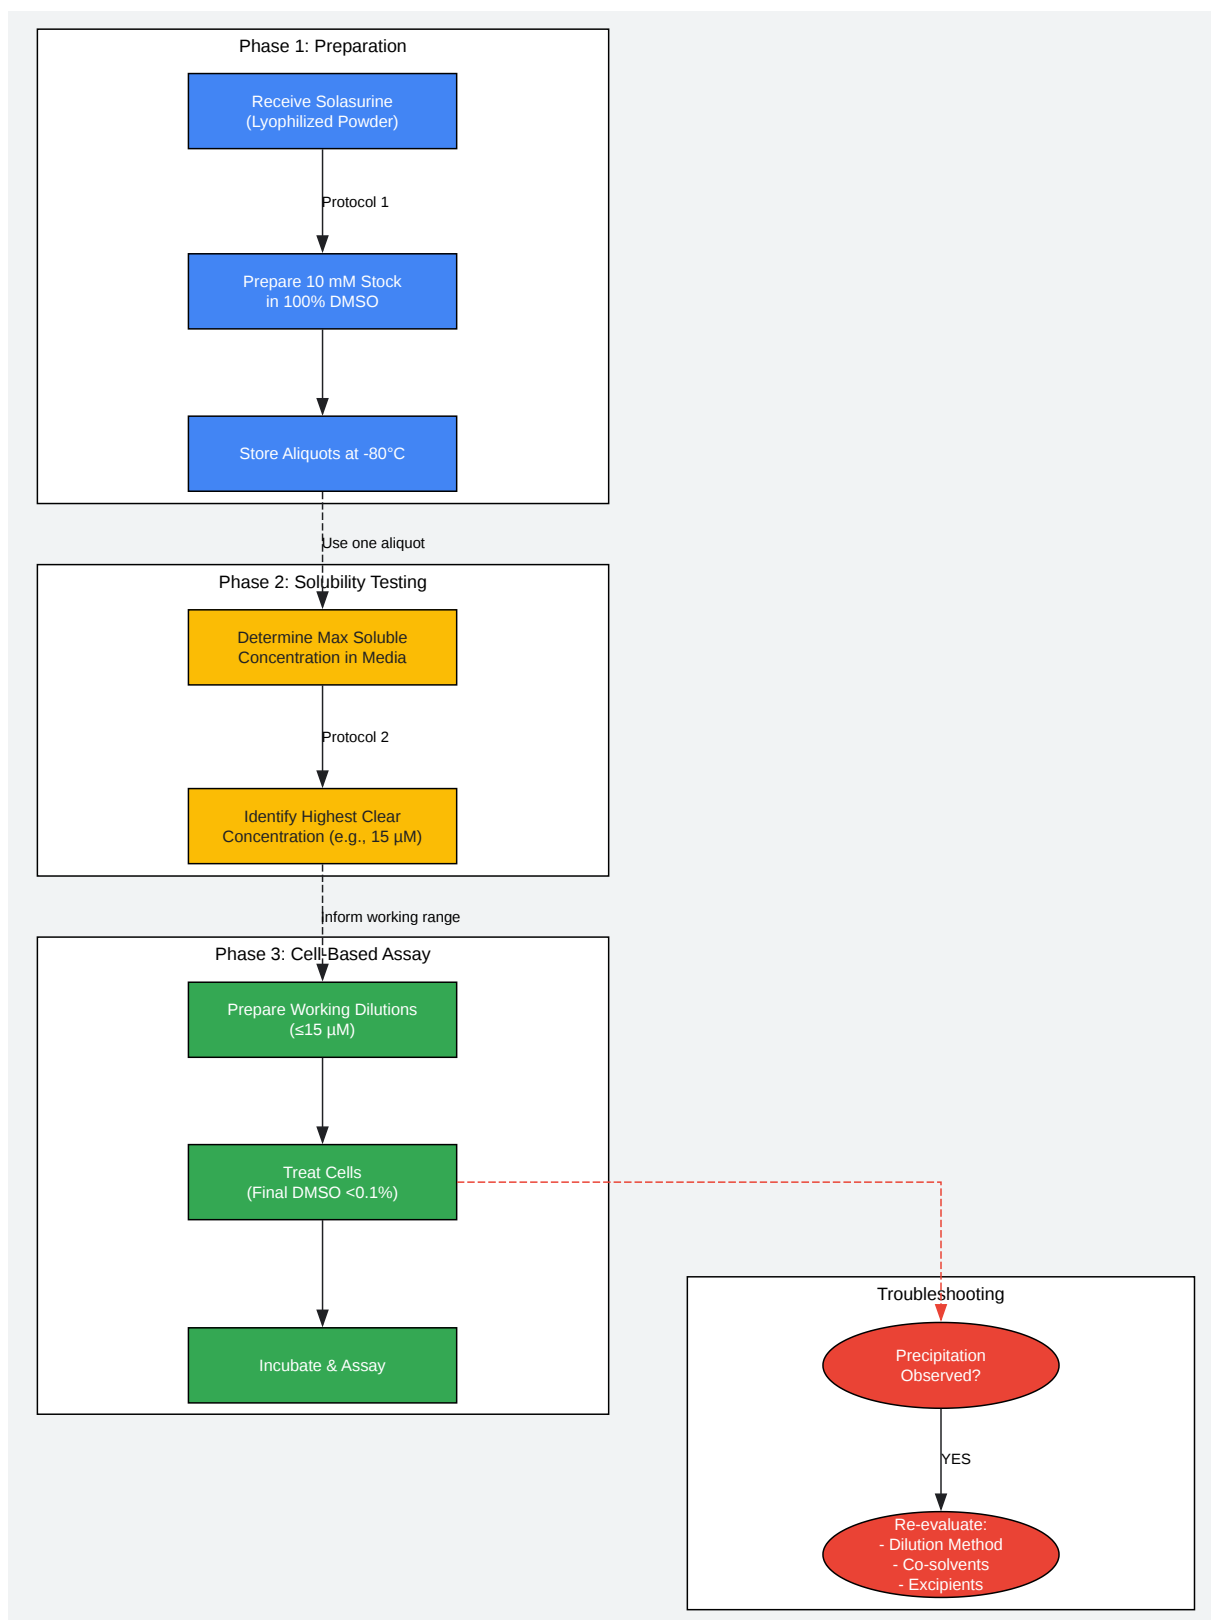 Phase 1: Preparation
Receive Solasurine
(Lyophilized Powder)
Protocol 1
Prepare 10 mM Stock
in 100% DMSO
Store Aliquots at -80°C
Use one aliquot
Phase 2: Solubility Testing
Determine Max Soluble
Concentration in Media
Protocol 2
Identify Highest Clear
Concentration (e.g., 15 µM)
Inform working range
Phase 3: Cell-Based Assay
Prepare Working Dilutions
(≤15 µM)
Treat Cells
(Final DMSO <0.1%)
Incubate & Assay
Troubleshooting
Precipitation
Observed?
YES
Re-evaluate:
- Dilution Method
- Co-solvents
- Excipients